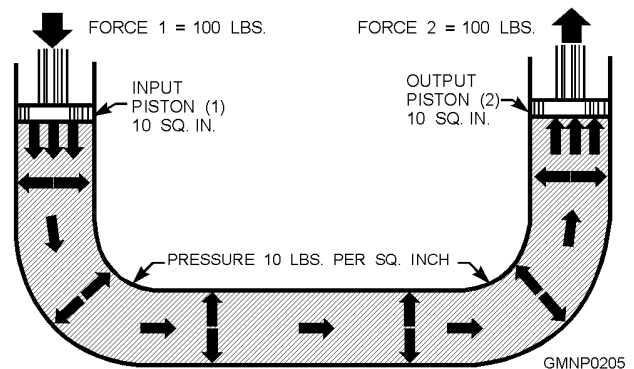 FORCE 1 = 100 LBS.
FORCE 2 = 100 LBS.
INPUT
PISTON (1)
10 SQ. IN.
OUTPUT
PISTON (2)
10 SQ. IN.
PRESSURE 10 LBS. PER SQ. INCH
GMNP0205